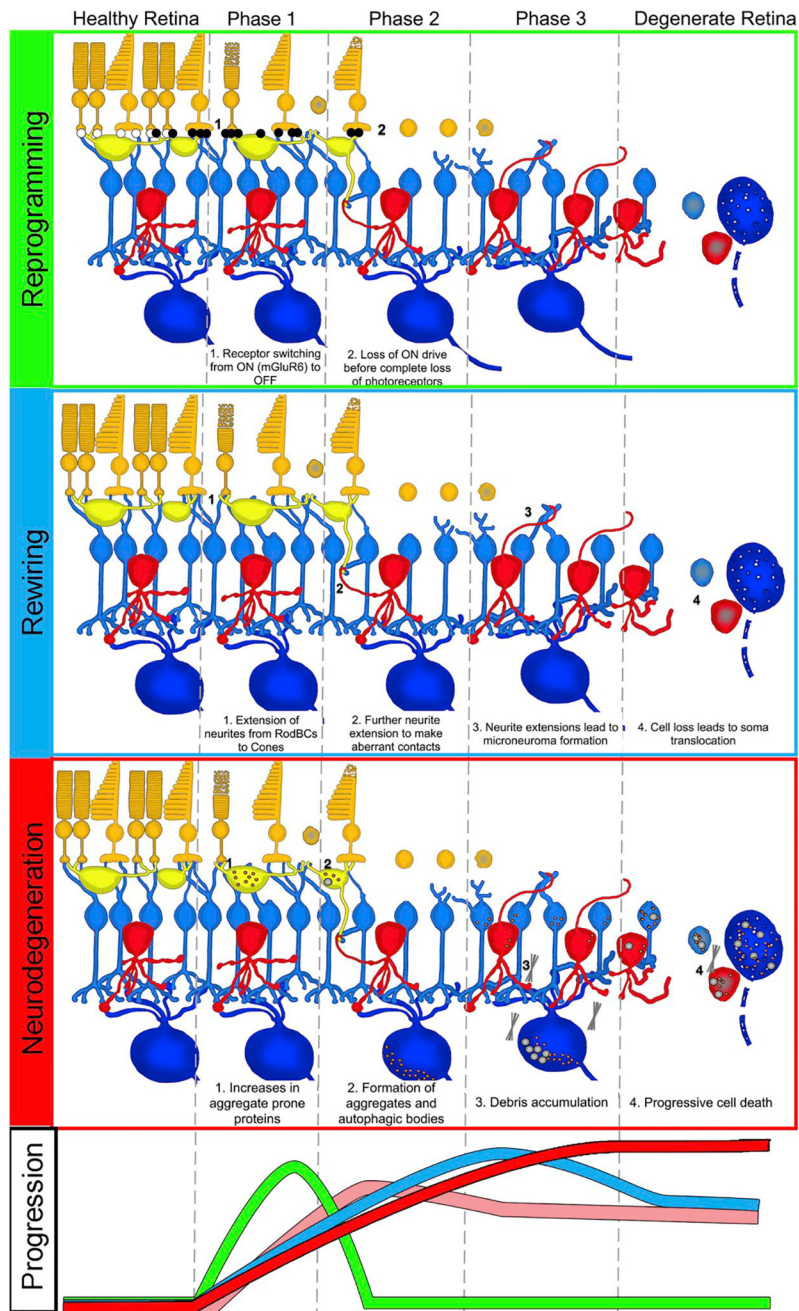 Healthy Retina Phase 1 Phase 2 Phase 3 Degenerate Retina
Reprogramming
1
2
1. Receptor switching
from ON (mGluR6) to
OFF
2. Loss of ON drive
before complete loss
of photoreceptors
Rewiring
1
2
3
4
1. Extension of
neurites from RodBCs
to Cones
2. Further neurite
extension to make
aberrant contacts
3. Neurite extensions lead to
microneuroma formation
4. Cell loss leads to soma
translocation
Neurodegeneration
1
2
3
4
1. Increases in
aggregate prone
proteins
2. Formation of
aggregates and
autophagic bodies
3. Debris accumulation
4. Progressive cell death
Progression